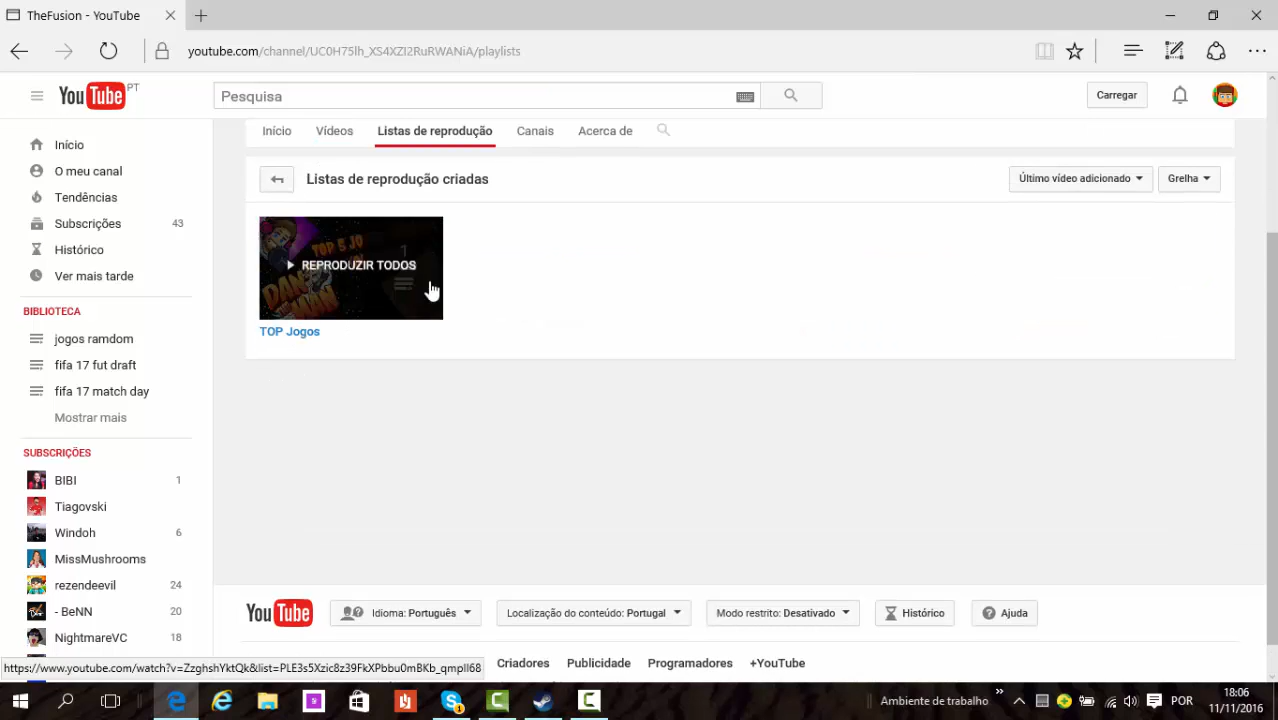 TheFusion - YouTube
youtube.com/channel/UC0H75lh_XS4XZI2RuRWANiA/playlists
YouTube PT
Pesquisa
Carregar
Início Vídeos Listas de reprodução Canais Acerca de
Listas de reprodução criadas
Último vídeo adicionado
Grelha
TOP 5 JO
1
REPRODUZIR TODOS
TOP Jogos
Início
O meu canal
Tendências
Subscrições 43
Histórico
Ver mais tarde
BIBLIOTECA
jogos ramdom
fifa 17 fut draft
fifa 17 match day
Mostrar mais
SUBSCRIÇÕES
BIBI 1
Tiagovski
Windoh 6
MissMushrooms
rezendeevil 24
- BeNN 20
NightmareVC 18
YouTube
Idioma: Português
Localização do conteúdo: Portugal
Modo restrito: Desativado
Histórico
Ajuda
https://www.youtube.com/watch?v=ZzghshYktQk&list=PLE3s5Xzic8z39FkXPbbu0mBKb_qmplI68
Criadores Publicidade Programadores +YouTube
Ambiente de trabalho
POR
18:06
11/11/2016